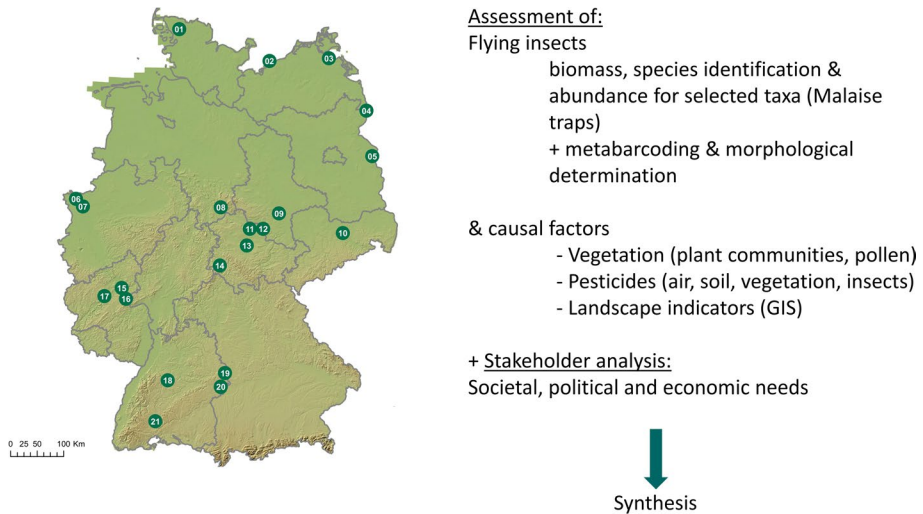 01
02
03
04
05
06
07
08
09
10
11
12
13
14
15
16
17
18
19
20
21
0 25 50 100 Km
Assessment of:
Flying insects
biomass, species identification &
abundance for selected taxa (Malaise
traps)
+ metabarcoding & morphological
determination
& causal factors
- Vegetation (plant communities, pollen)
- Pesticides (air, soil, vegetation, insects)
- Landscape indicators (GIS)
+ Stakeholder analysis:
Societal, political and economic needs
Synthesis